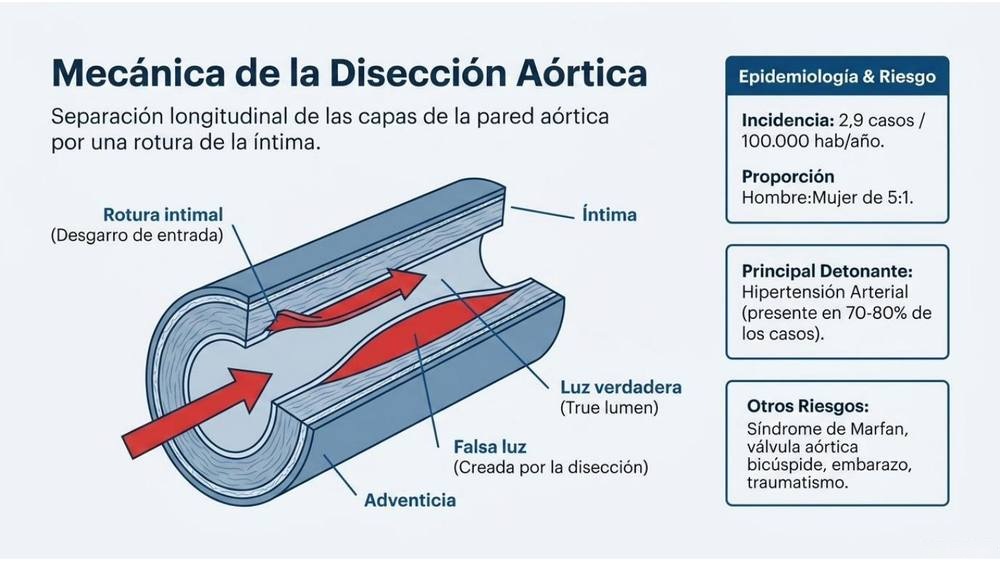 Mecánica de la Disección Aórtica
Separación longitudinal de las capas de la pared aórtica
por una rotura de la íntima.
Rotura intimal
(Desgarro de entrada)
Íntima
Luz verdadera
(True lumen)
Falsa luz
(Creada por la disección)
Adventicia
Epidemiología & Riesgo
Incidencia: 2,9 casos /
100.000 hab/año.
Proporción
Hombre:Mujer de 5:1.
Principal Detonante:
Hipertensión Arterial
(presente en 70-80% de
los casos).
Otros Riesgos:
Síndrome de Marfan,
válvula aórtica
bicúspide, embarazo,
traumatismo.